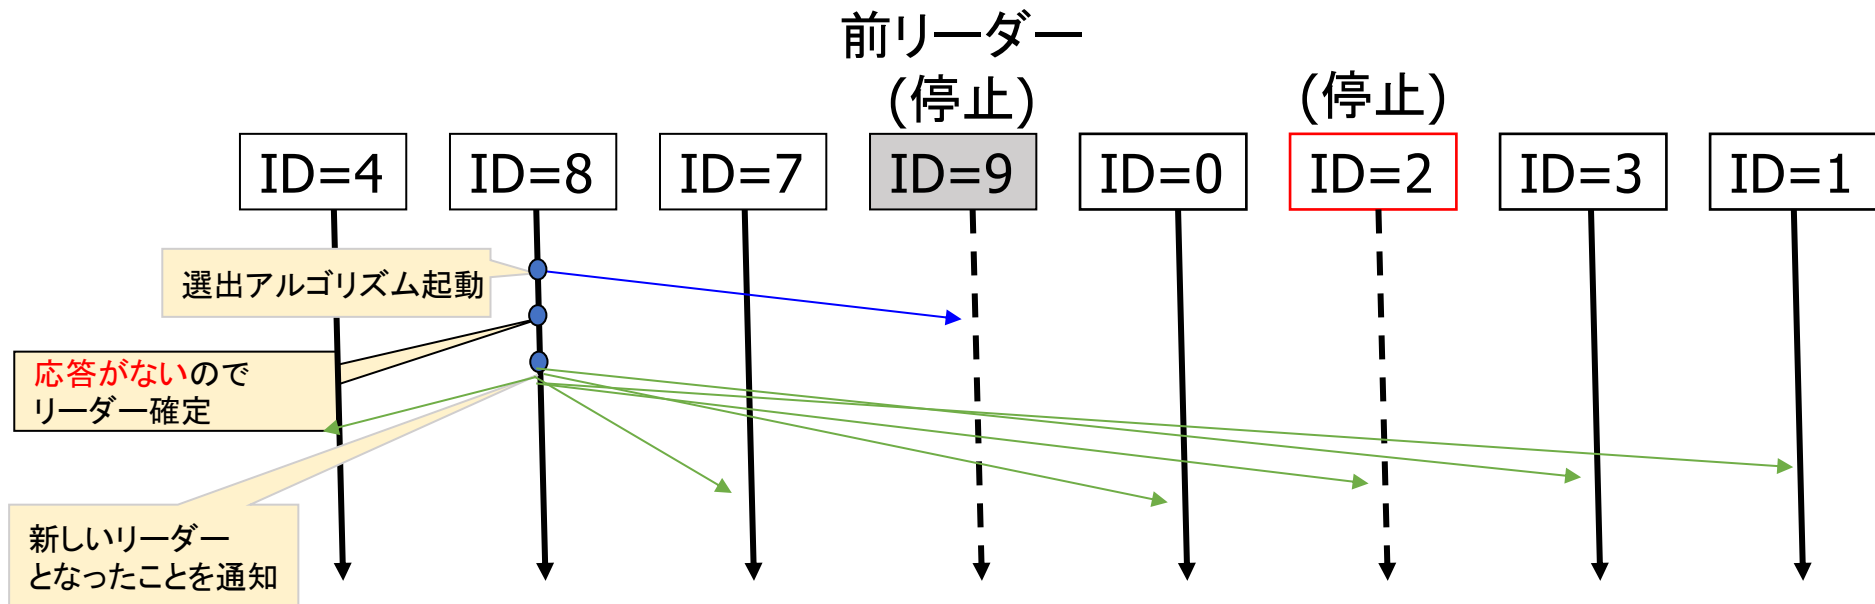 前リーダー
(停止)
(停止)
ID=4
ID=8
ID=7
ID=9
ID=0
ID=2
ID=3
ID=1
選出アルゴリズム起動
応答がないので
リーダー確定
新しいリーダー
となったことを通知